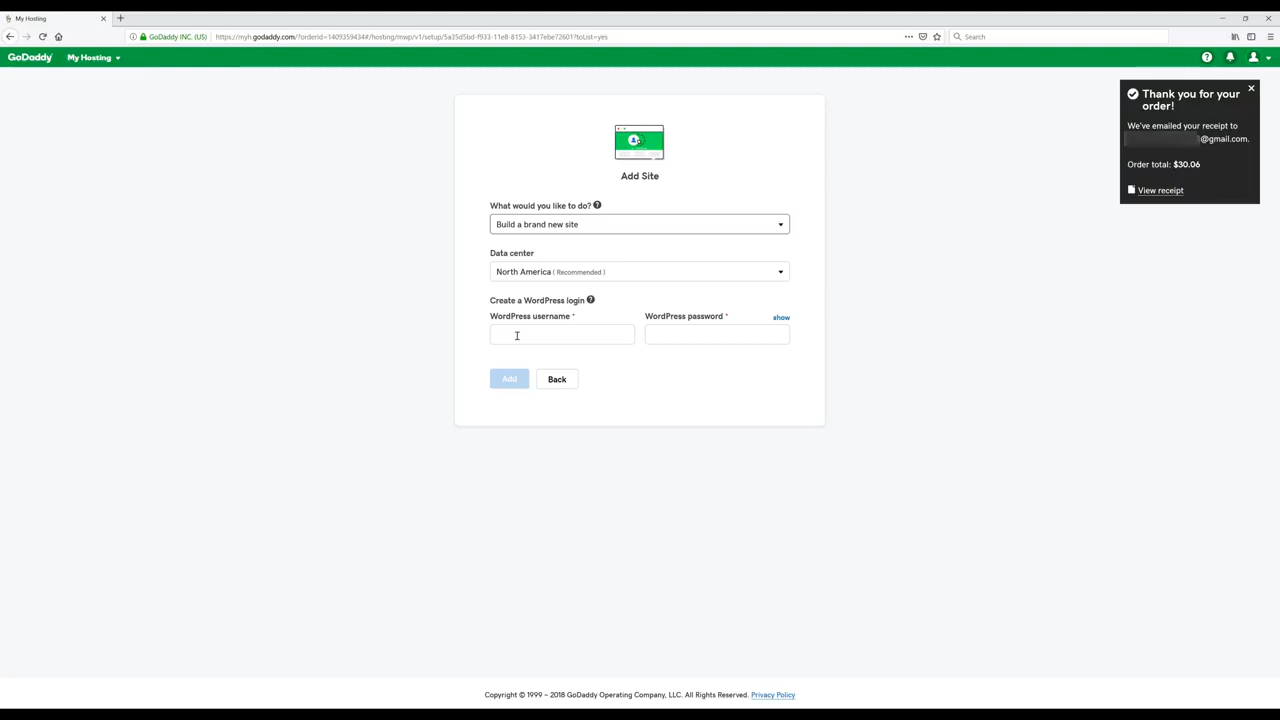 My Hosting
GoDaddy INC. (US)
https://myh.godaddy.com/?orderid=1409359434#/hosting/mwp/v1/setup/5a35d5bd-f933-11e8-8153-3417ebe72601?toList=yes
Search
GoDaddy
My Hosting
Thank you for your
order!
We've emailed your receipt to
@gmail.com.
Order total: $30.06
View receipt
Add Site
What would you like to do?
Build a brand new site
Data center
North America ( Recommended )
Create a WordPress login
WordPress username *
WordPress password *
show
Add
Back
Copyright © 1999 – 2018 GoDaddy Operating Company, LLC. All Rights Reserved. Privacy Policy